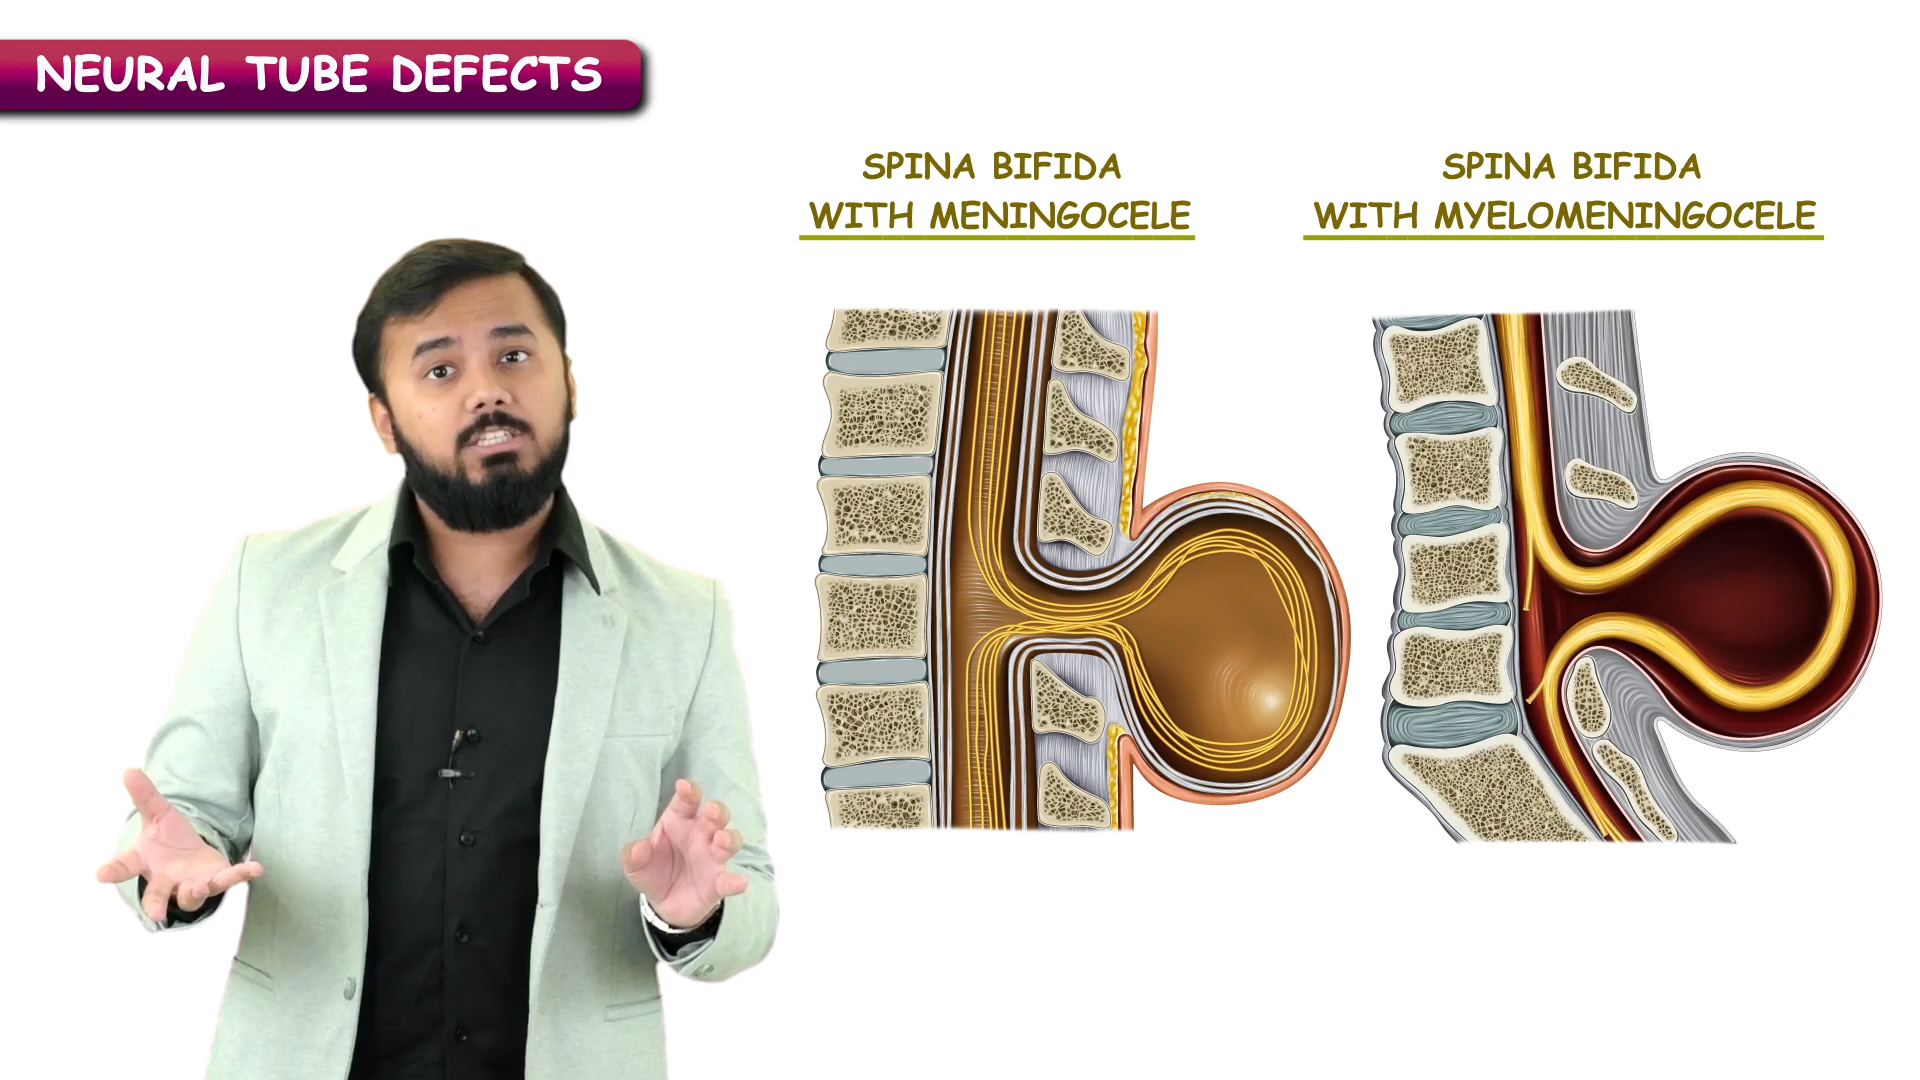 NEURAL TUBE DEFECTS
SPINA BIFIDA
WITH MENINGOCELE
SPINA BIFIDA
WITH MYELOMENINGOCELE